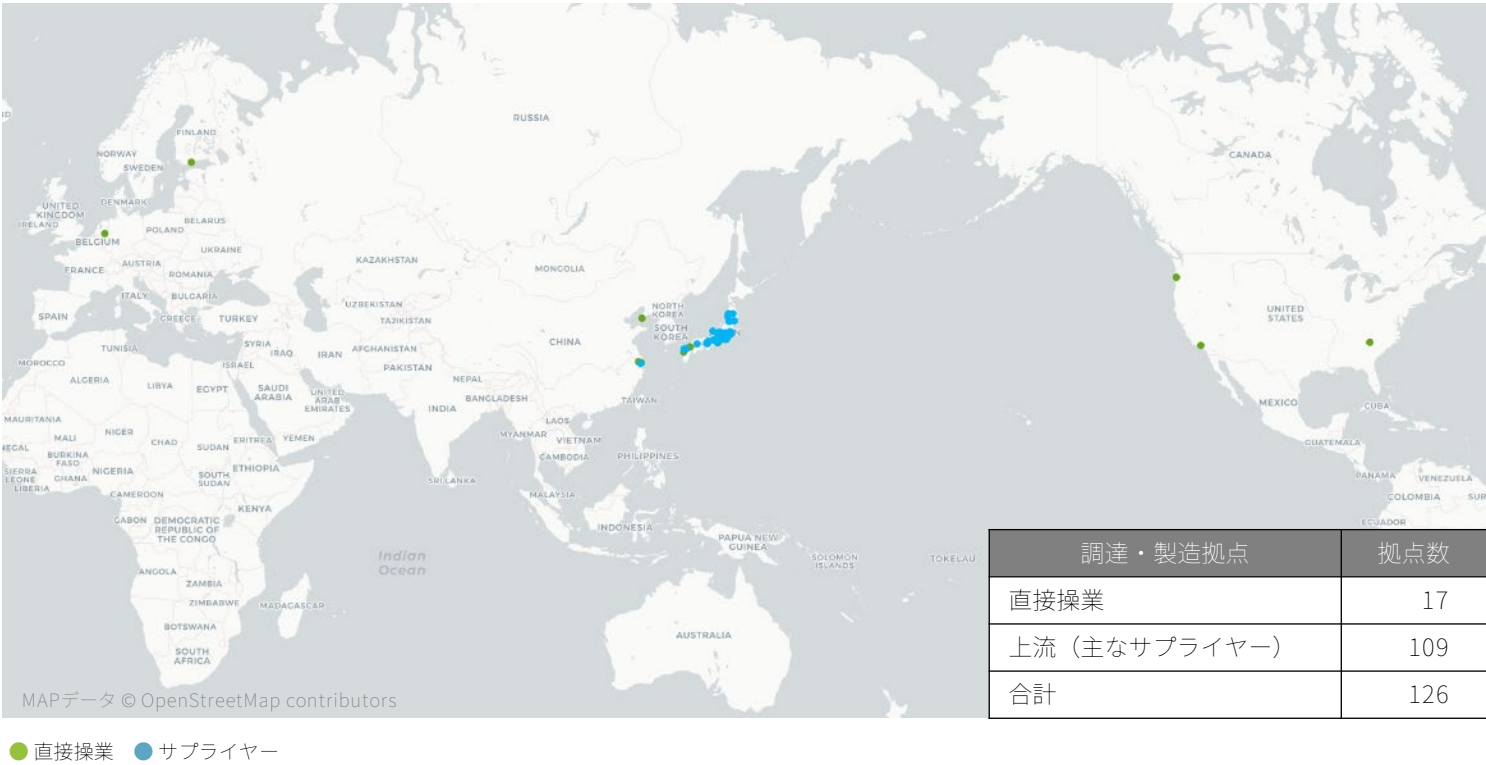 FINLAND
RUSSIA
NORWAY
SWEDEN
CANADA
UNITED
KINGDOM
DENMARK
IRELAND
BELARUS
POLAND
BELGIUM
UKRAINE
KAZAKHSTAN
AUSTRIA
FRANCE
ROMANIA
MONGOLIA
ITALY
BULGARIA
UZBEKISTAN
NORTH
KOREA
UNITED
STATES
SPAIN
GREECE
TURKEY
TAJIKISTAN
SOUTH
KOREA
TUNISIA
SYRIA
IRAQ
IRAN
AFGHANISTAN
CHINA
MOROCCO
ISRAEL
PAKISTAN
ALGERIA
LIBYA
EGYPT
SAUDI
ARABIA
UNITED
ARAB
EMIRATES
NEPAL
BANGLADESH
INDIA
TAIWAN
MEXICO
CUBA
MAURITANIA
LAOS
MALI
NIGER
CHAD
SUDAN
ERITREA
YEMEN
MYANMAR
VIETNAM
GUATEMALA
BURKINA
FASO
CAMBODIA
PHILIPPINES
SIERRA
LEONE
GHANA
NIGERIA
SOUTH
SUDAN
ETHIOPIA
SRI LANKA
PANAMA
VENEZUELA
LIBERIA
CAMEROON
MALAYSIA
COLOMBIA
SUR
KENYA
GABON
DEMOCRATIC
REPUBLIC OF
THE CONGO
INDONESIA
ECUADOR
PAPUA NEW
GUINEA
Indian
Ocean
SOLOMON
ISLANDS
TOKELAU
ANGOLA
ZAMBIA
ZIMBABWE
MADAGASCAR
BOTSWANA
AUSTRALIA
SOUTH
AFRICA
調達・製造拠点 拠点数
直接操業 17
上流（主なサプライヤー） 109
合計 126
MAPデータ © OpenStreetMap contributors
直接操業 サプライヤー